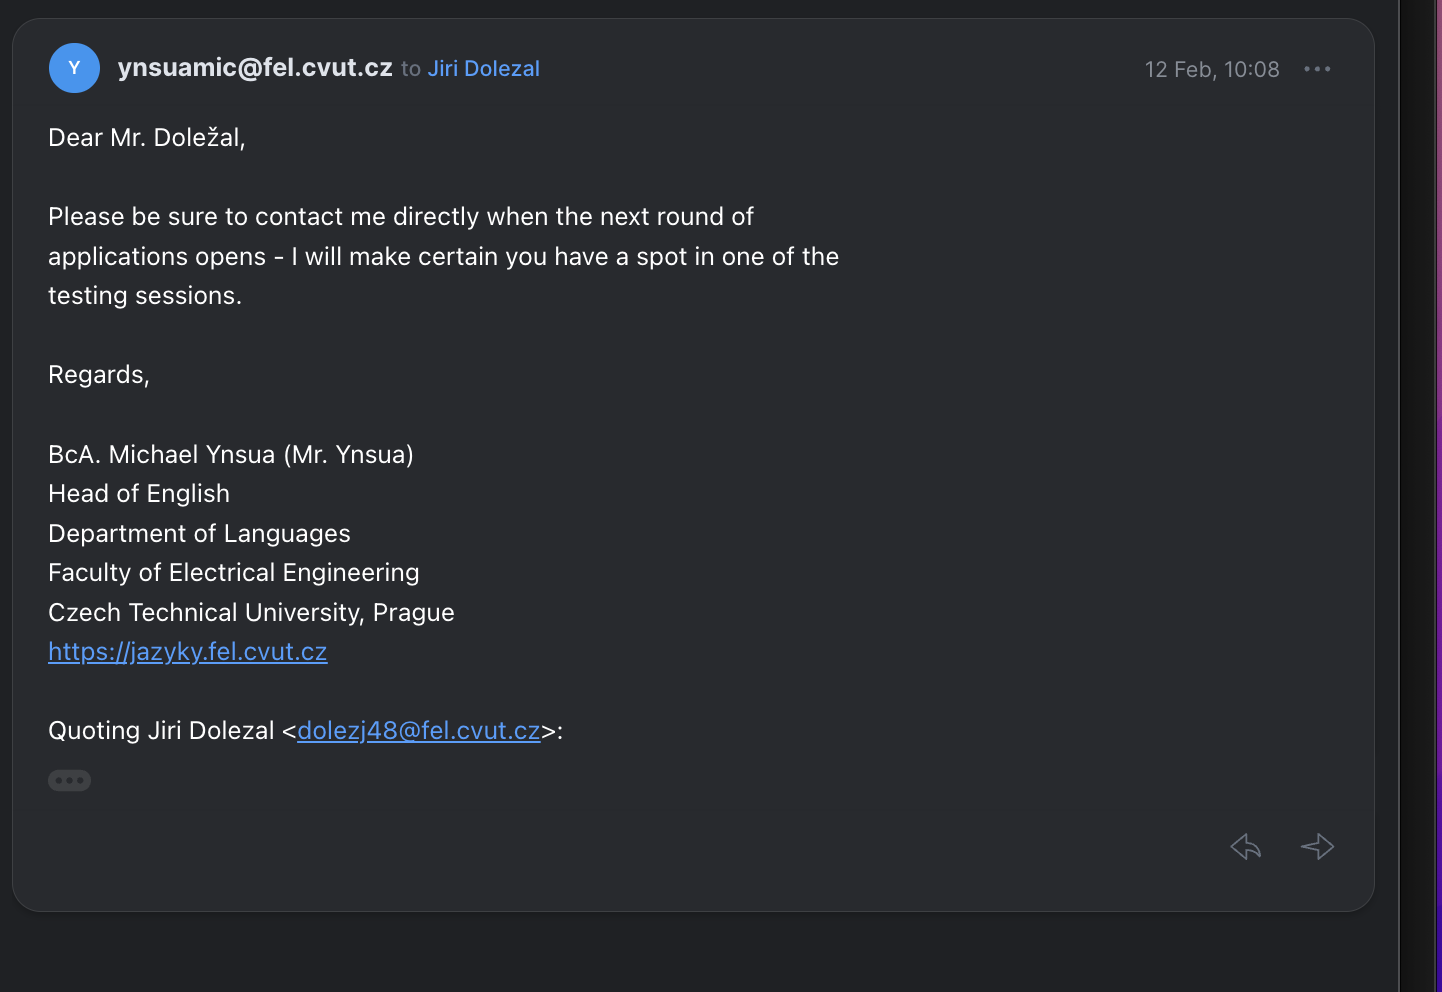 Y
ynsuamic@fel.cvut.cz to Jiri Dolezal
12 Feb, 10:08
Dear Mr. Doležal,
Please be sure to contact me directly when the next round of
applications opens - I will make certain you have a spot in one of the
testing sessions.
Regards,
BcA. Michael Ynsua (Mr. Ynsua)
Head of English
Department of Languages
Faculty of Electrical Engineering
Czech Technical University, Prague
https://jazyky.fel.cvut.cz
Quoting Jiri Dolezal <dolezj48@fel.cvut.cz>: